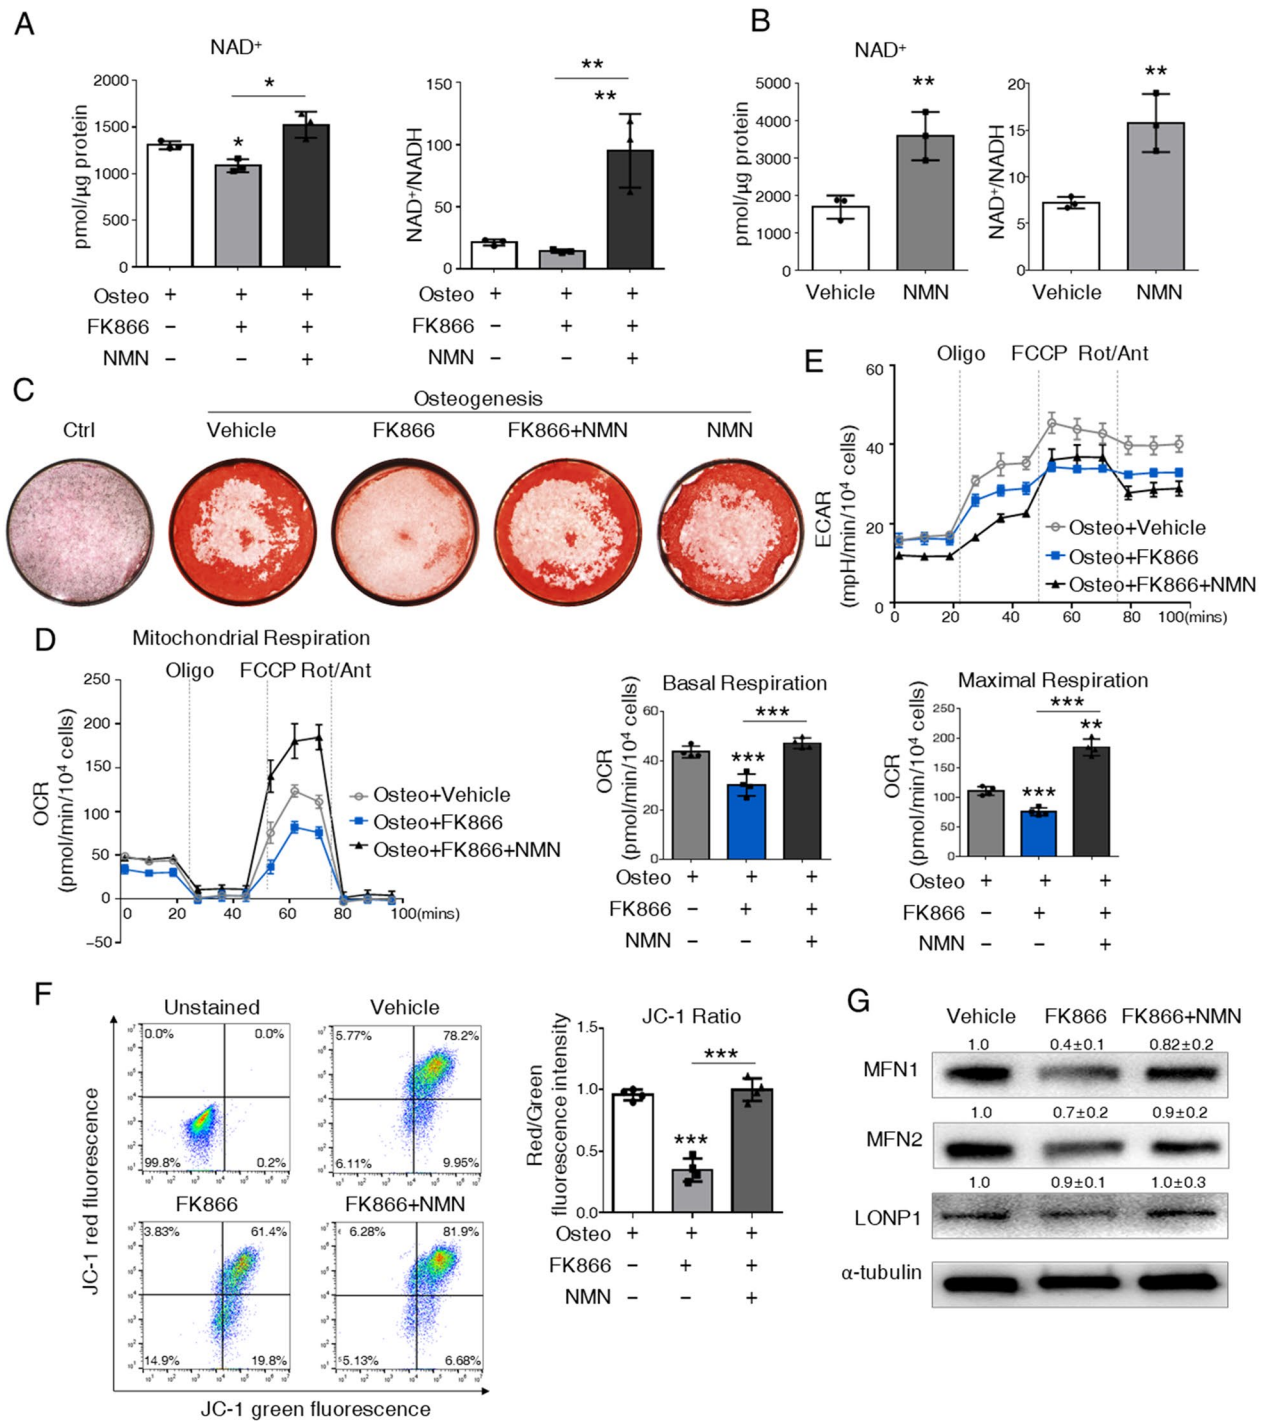 A
NAD⁺
pmol/µg protein
2000
1500
1000
500
0
*
*
Osteo + + +
FK866 − + +
NMN − − +
NAD⁺/NADH
150
100
50
0
**
**
Osteo + + +
FK866 − + +
NMN − − +
B
NAD⁺
pmol/µg protein
5000
4000
3000
2000
1000
0
**
Vehicle NMN
NAD⁺/NADH
20
15
10
5
0
**
Vehicle NMN
C
Osteogenesis
Ctrl Vehicle FK866 FK866+NMN NMN
E
Oligo FCCP Rot/Ant
ECAR
(mpH/min/10⁴ cells)
60
40
20
0
Osteo+Vehicle
Osteo+FK866
Osteo+FK866+NMN
0 20 40 60 80 100(mins)
D
Mitochondrial Respiration
Oligo FCCP Rot/Ant
OCR
(pmol/min/10⁴ cells)
250
200
150
100
50
0
−50
0 20 40 60 80 100(mins)
Osteo+Vehicle
Osteo+FK866
Osteo+FK866+NMN
Basal Respiration
OCR
(pmol/min/10⁴ cells)
60
40
20
0
***
***
Osteo + + +
FK866 − + +
NMN − − +
Maximal Respiration
OCR
(pmol/min/10⁴ cells)
250
200
150
100
50
0
***
**
***
Osteo + + +
FK866 − + +
NMN − − +
F
JC-1 red fluorescence
JC-1 green fluorescence
Unstained
0.0% 0.0%
99.8% 0.2%
Vehicle
5.77% 78.2%
6.11% 9.95%
FK866
3.83% 61.4%
14.9% 19.8%
FK866+NMN
6.28% 81.9%
5.13% 6.68%
JC-1 Ratio
Red/Green
fluorescence intensity
1.5
1.0
0.5
0.0
***
***
Osteo + + +
FK866 − + +
NMN − − +
G
Vehicle FK866 FK866+NMN
1.0 0.4±0.1 0.82±0.2
MFN1
1.0 0.7±0.2 0.9±0.2
MFN2
1.0 0.9±0.1 1.0±0.3
LONP1
α-tubulin